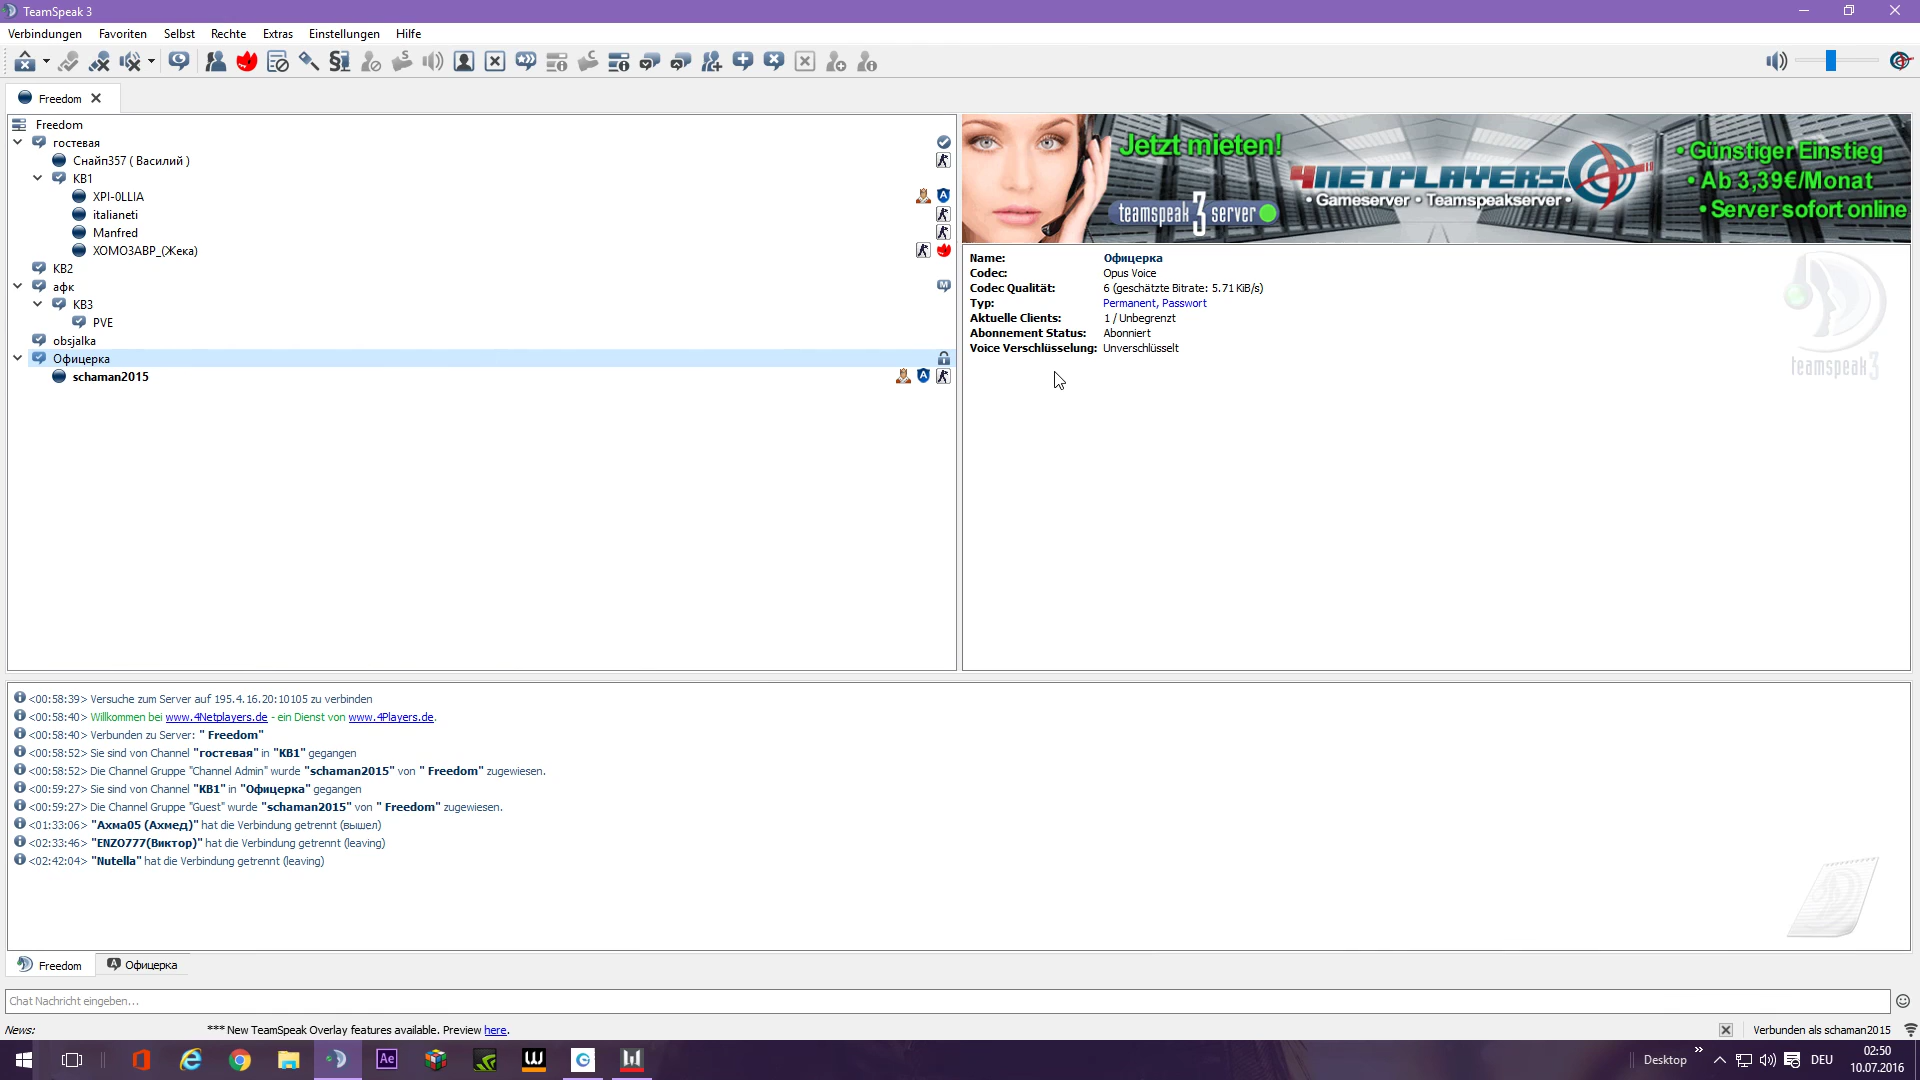 TeamSpeak 3
Verbindungen Favoriten Selbst Rechte Extras Einstellungen Hilfe
Freedom
Freedom
гостевая
Снайп357 ( Василий )
КВ1
XPI-0LLIA
italianeti
Manfred
ХОМОЗАВР_(Жека)
КВ2
афк
КВ3
PVE
obsjalka
Офицерка
schaman2015
Jetzt mieten!
teamspeak 3 server
4NETPLAYERS.
• Gameserver • Teamspeakserver •
• Günstiger Einstieg
• Ab 3,39€/Monat
• Server sofort online
Name: Офицерка
Codec: Opus Voice
Codec Qualität: 6 (geschätzte Bitrate: 5.71 KiB/s)
Typ: Permanent, Passwort
Aktuelle Clients: 1 / Unbegrenzt
Abonnement Status: Abonniert
Voice Verschlüsselung: Unverschlüsselt
teamspeak 3
<00:58:39> Versuche zum Server auf 195.4.16.20:10105 zu verbinden
<00:58:40> Willkommen bei www.4Netplayers.de - ein Dienst von www.4Players.de.
<00:58:40> Verbunden zu Server: " Freedom"
<00:58:52> Sie sind von Channel "гостевая" in "КВ1" gegangen
<00:58:52> Die Channel Gruppe "Channel Admin" wurde "schaman2015" von " Freedom" zugewiesen.
<00:59:27> Sie sind von Channel "КВ1" in "Офицерка" gegangen
<00:59:27> Die Channel Gruppe "Guest" wurde "schaman2015" von " Freedom" zugewiesen.
<01:33:06> "Ахма05 (Ахмед)" hat die Verbindung getrennt (вышел)
<02:33:46> "ENZO777(Виктор)" hat die Verbindung getrennt (leaving)
<02:42:04> "Nutella" hat die Verbindung getrennt (leaving)
Freedom Офицерка
Chat Nachricht eingeben...
News: *** New TeamSpeak Overlay features available. Preview here.
Verbunden als schaman2015
Ae
Desktop » DEU
02:50
10.07.2016